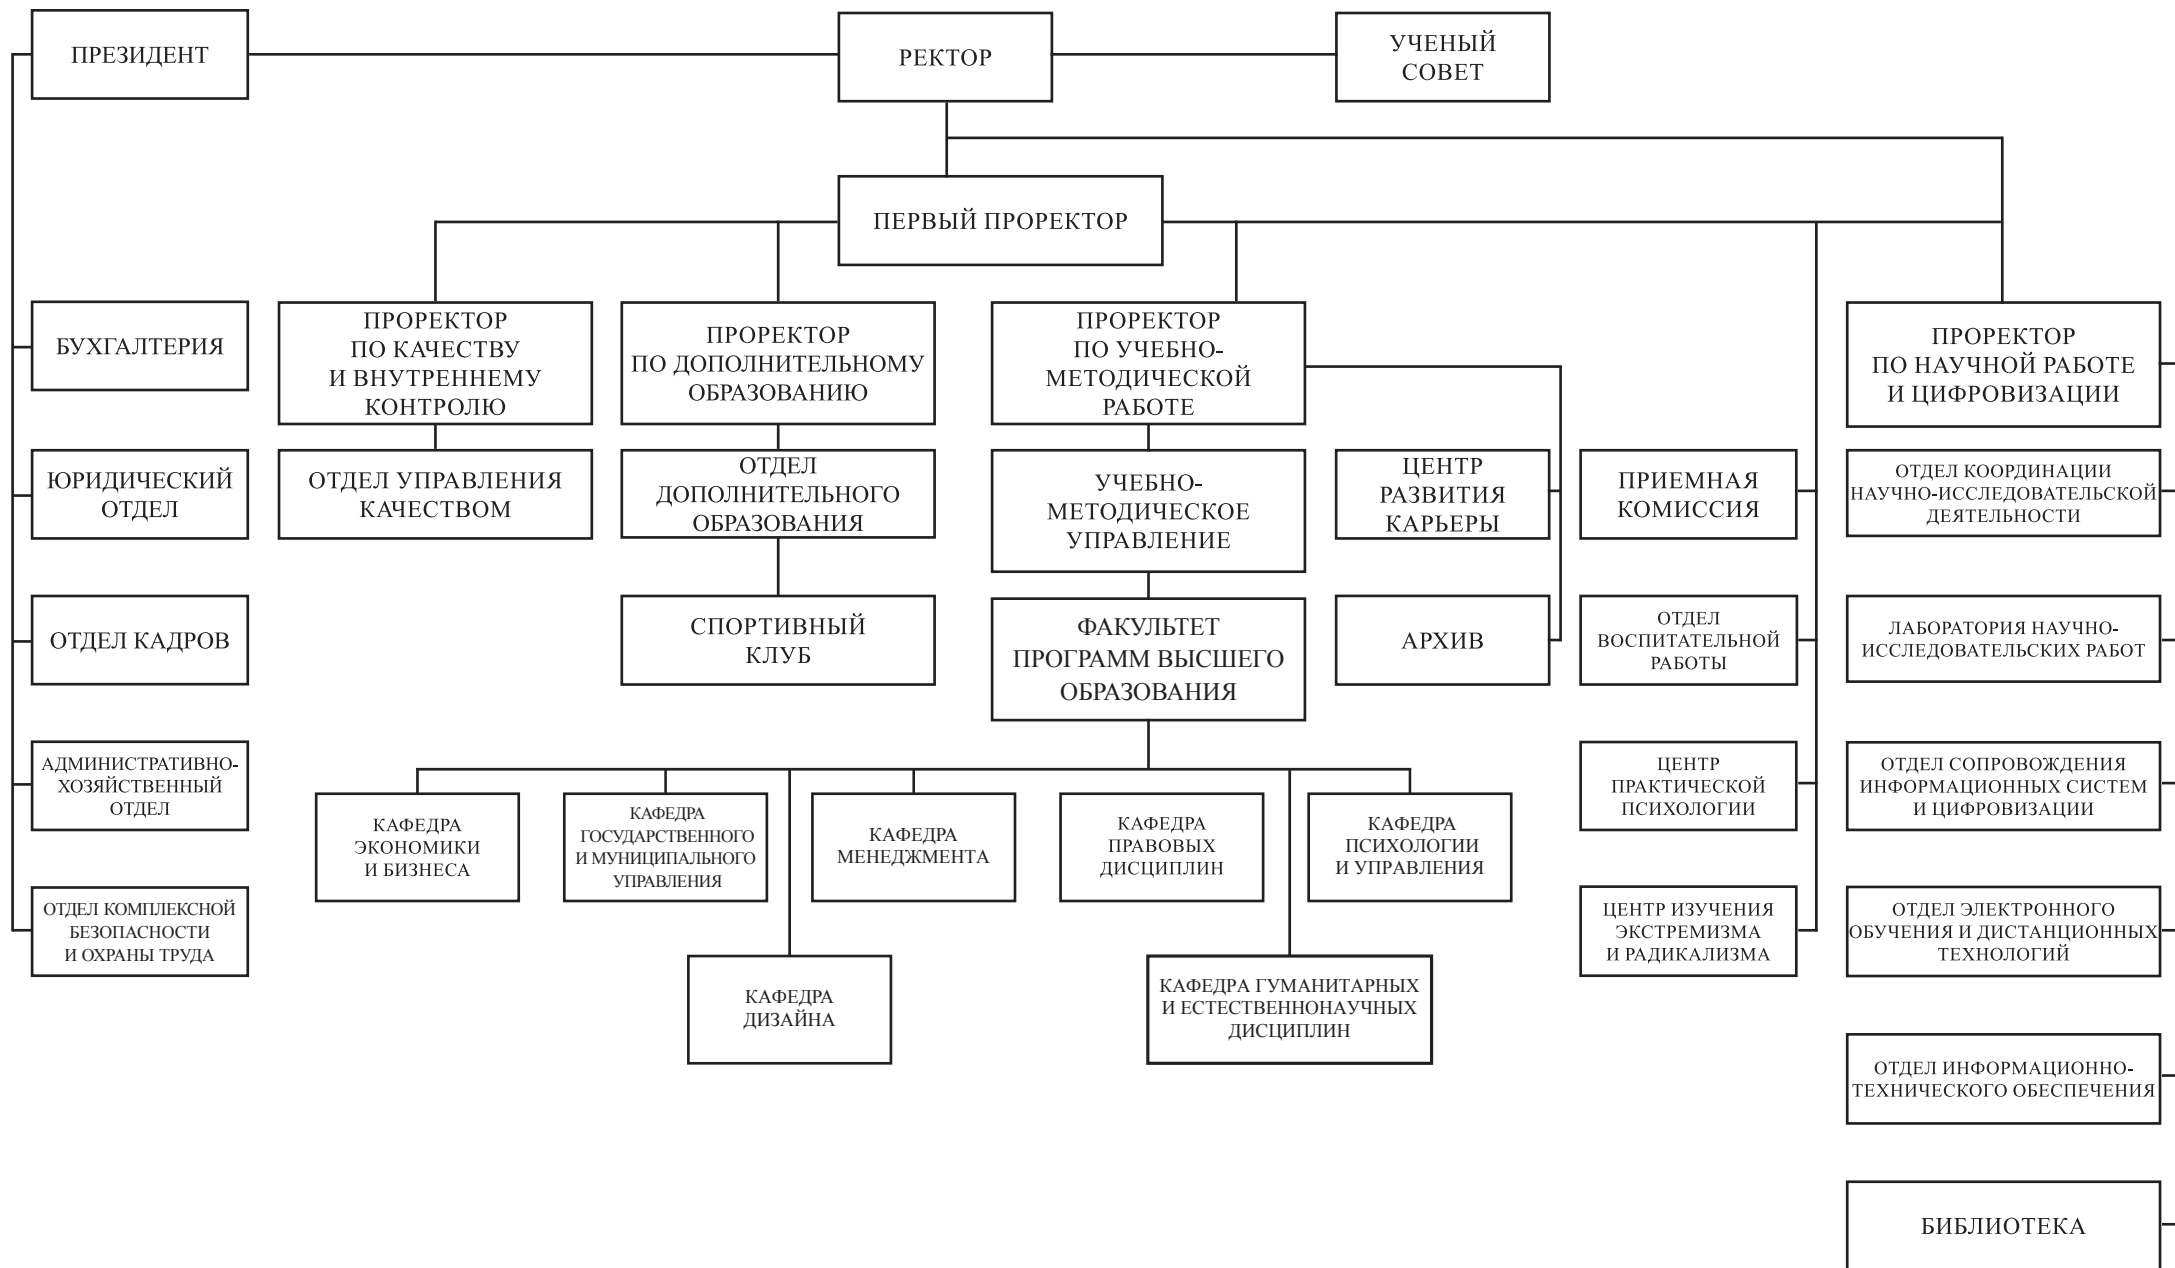 ПРЕЗИДЕНТ
РЕКТОР
УЧЕНЫЙ
СОВЕТ
ПЕРВЫЙ ПРОРЕКТОР
БУХГАЛТЕРИЯ
ПРОРЕКТОР
ПО КАЧЕСТВУ
И ВНУТРЕННЕМУ
КОНТРОЛЮ
ПРОРЕКТОР
ПО ДОПОЛНИТЕЛЬНОМУ
ОБРАЗОВАНИЮ
ПРОРЕКТОР
ПО УЧЕБНО-
МЕТОДИЧЕСКОЙ
РАБОТЕ
ПРОРЕКТОР
ПО НАУЧНОЙ РАБОТЕ
И ЦИФРОВИЗАЦИИ
ЮРИДИЧЕСКИЙ
ОТДЕЛ
ОТДЕЛ УПРАВЛЕНИЯ
КАЧЕСТВОМ
ОТДЕЛ
ДОПОЛНИТЕЛЬНОГО
ОБРАЗОВАНИЯ
УЧЕБНО-
МЕТОДИЧЕСКОЕ
УПРАВЛЕНИЕ
ЦЕНТР
РАЗВИТИЯ
КАРЬЕРЫ
ПРИЕМНАЯ
КОМИССИЯ
ОТДЕЛ КООРДИНАЦИИ
НАУЧНО-ИССЛЕДОВАТЕЛЬСКОЙ
ДЕЯТЕЛЬНОСТИ
ОТДЕЛ КАДРОВ
СПОРТИВНЫЙ
КЛУБ
ФАКУЛЬТЕТ
ПРОГРАММ ВЫСШЕГО
ОБРАЗОВАНИЯ
АРХИВ
ОТДЕЛ
ВОСПИТАТЕЛЬНОЙ
РАБОТЫ
ЛАБОРАТОРИЯ НАУЧНО-
ИССЛЕДОВАТЕЛЬСКИХ РАБОТ
АДМИНИСТРАТИВНО-
ХОЗЯЙСТВЕННЫЙ
ОТДЕЛ
ЦЕНТР
ПРАКТИЧЕСКОЙ
ПСИХОЛОГИИ
ОТДЕЛ СОПРОВОЖДЕНИЯ
ИНФОРМАЦИОННЫХ СИСТЕМ
И ЦИФРОВИЗАЦИИ
КАФЕДРА
ЭКОНОМИКИ
И БИЗНЕСА
КАФЕДРА
ГОСУДАРСТВЕННОГО
И МУНИЦИПАЛЬНОГО
УПРАВЛЕНИЯ
КАФЕДРА
МЕНЕДЖМЕНТА
КАФЕДРА
ПРАВОВЫХ
ДИСЦИПЛИН
КАФЕДРА
ПСИХОЛОГИИ
И УПРАВЛЕНИЯ
ОТДЕЛ КОМПЛЕКСНОЙ
БЕЗОПАСНОСТИ
И ОХРАНЫ ТРУДА
ЦЕНТР ИЗУЧЕНИЯ
ЭКСТРЕМИЗМА
И РАДИКАЛИЗМА
ОТДЕЛ ЭЛЕКТРОННОГО
ОБУЧЕНИЯ И ДИСТАНЦИОННЫХ
ТЕХНОЛОГИЙ
КАФЕДРА
ДИЗАЙНА
КАФЕДРА ГУМАНИТАРНЫХ
И ЕСТЕСТВЕННОНАУЧНЫХ
ДИСЦИПЛИН
ОТДЕЛ ИНФОРМАЦИОННО-
ТЕХНИЧЕСКОГО ОБЕСПЕЧЕНИЯ
БИБЛИОТЕКА